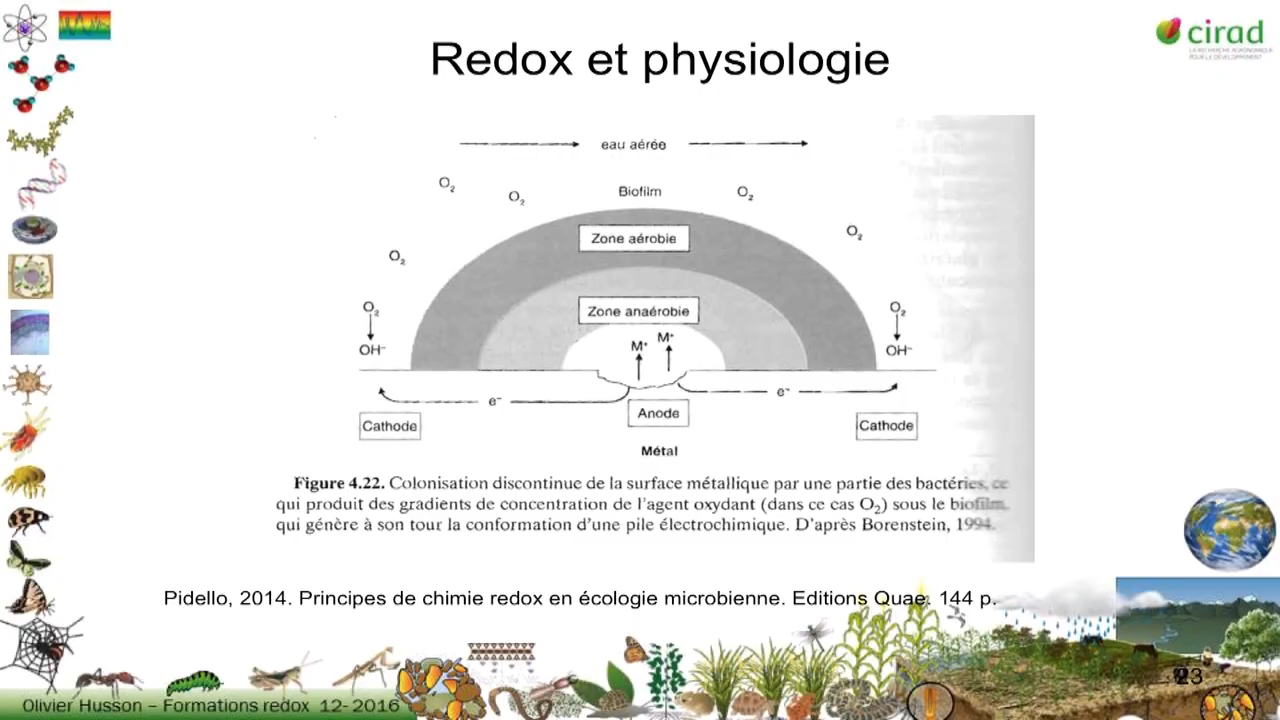 Redox et physiologie
cirad
LA RECHERCHE AGRONOMIQUE
POUR LE DÉVELOPPEMENT
eau aérée
O₂ O₂ Biofilm O₂
Zone aérobie
O₂ O₂
Zone anaérobie
O₂ O₂
M⁺ M⁺
OH⁻ OH⁻
e⁻ e⁻
Cathode Anode Cathode
Métal
Figure 4.22. Colonisation discontinue de la surface métallique par une partie des bactéries, ce
qui produit des gradients de concentration de l'agent oxydant (dans ce cas O₂) sous le biofilm,
qui génère à son tour la conformation d'une pile électrochimique. D'après Borenstein, 1994.
Pidello, 2014. Principes de chimie redox en écologie microbienne. Editions Quae. 144 p.
Olivier Husson – Formations redox 12- 2016